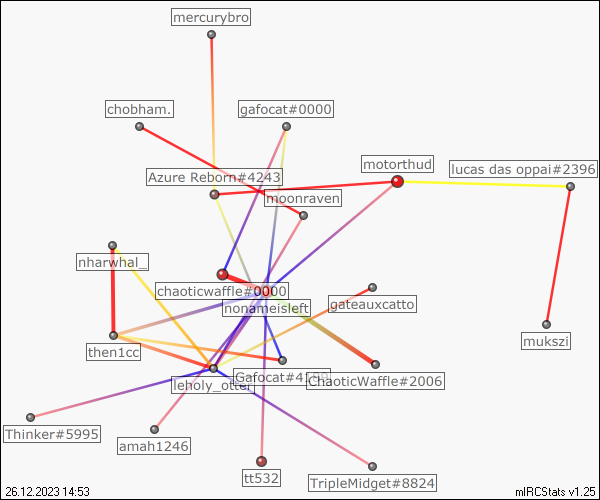 mercurybro
chobham.
gafocat#0000
motorthud
lucas das oppai#2396
Azure Reborn#4243
moonraven
nharwhal_
chaoticwaffle#0000
nonameisleft
gateauxcatto
mukszi
then1cc
leholy_otter
Gafocat#4199
ChaoticWaffle#2006
Thinker#5995
amah1246
tt532
TripleMidget#8824
26.12.2023 14:53
mIRCStats v1.25